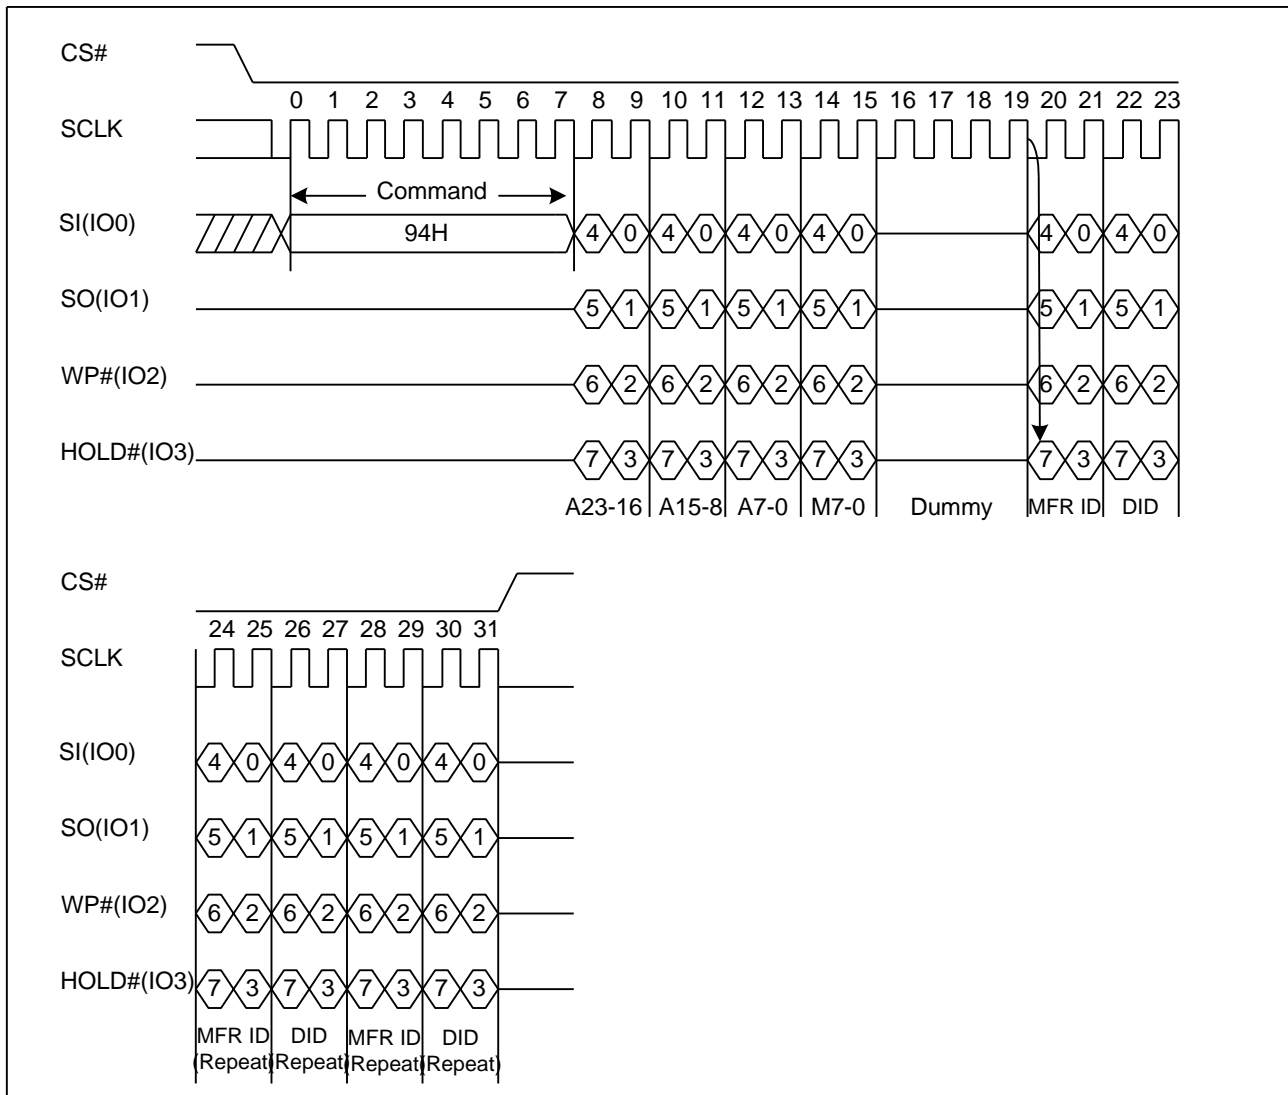 CS#
0 1 2 3 4 5 6 7 8 9 10 11 12 13 14 15 16 17 18 19 20 21 22 23
SCLK
Command
SI(IO0) 94H 4 0 4 0 4 0 4 0 4 0 4 0
SO(IO1) 5 1 5 1 5 1 5 1 5 1 5 1
WP#(IO2) 6 2 6 2 6 2 6 2 6 2 6 2
HOLD#(IO3) 7 3 7 3 7 3 7 3 7 3 7 3
A23-16 A15-8 A7-0 M7-0 Dummy MFR ID DID
CS#
24 25 26 27 28 29 30 31
SCLK
SI(IO0) 4 0 4 0 4 0 4 0
SO(IO1) 5 1 5 1 5 1 5 1
WP#(IO2) 6 2 6 2 6 2 6 2
HOLD#(IO3) 7 3 7 3 7 3 7 3
MFR ID DID MFR ID DID
(Repeat) (Repeat) (Repeat) (Repeat)